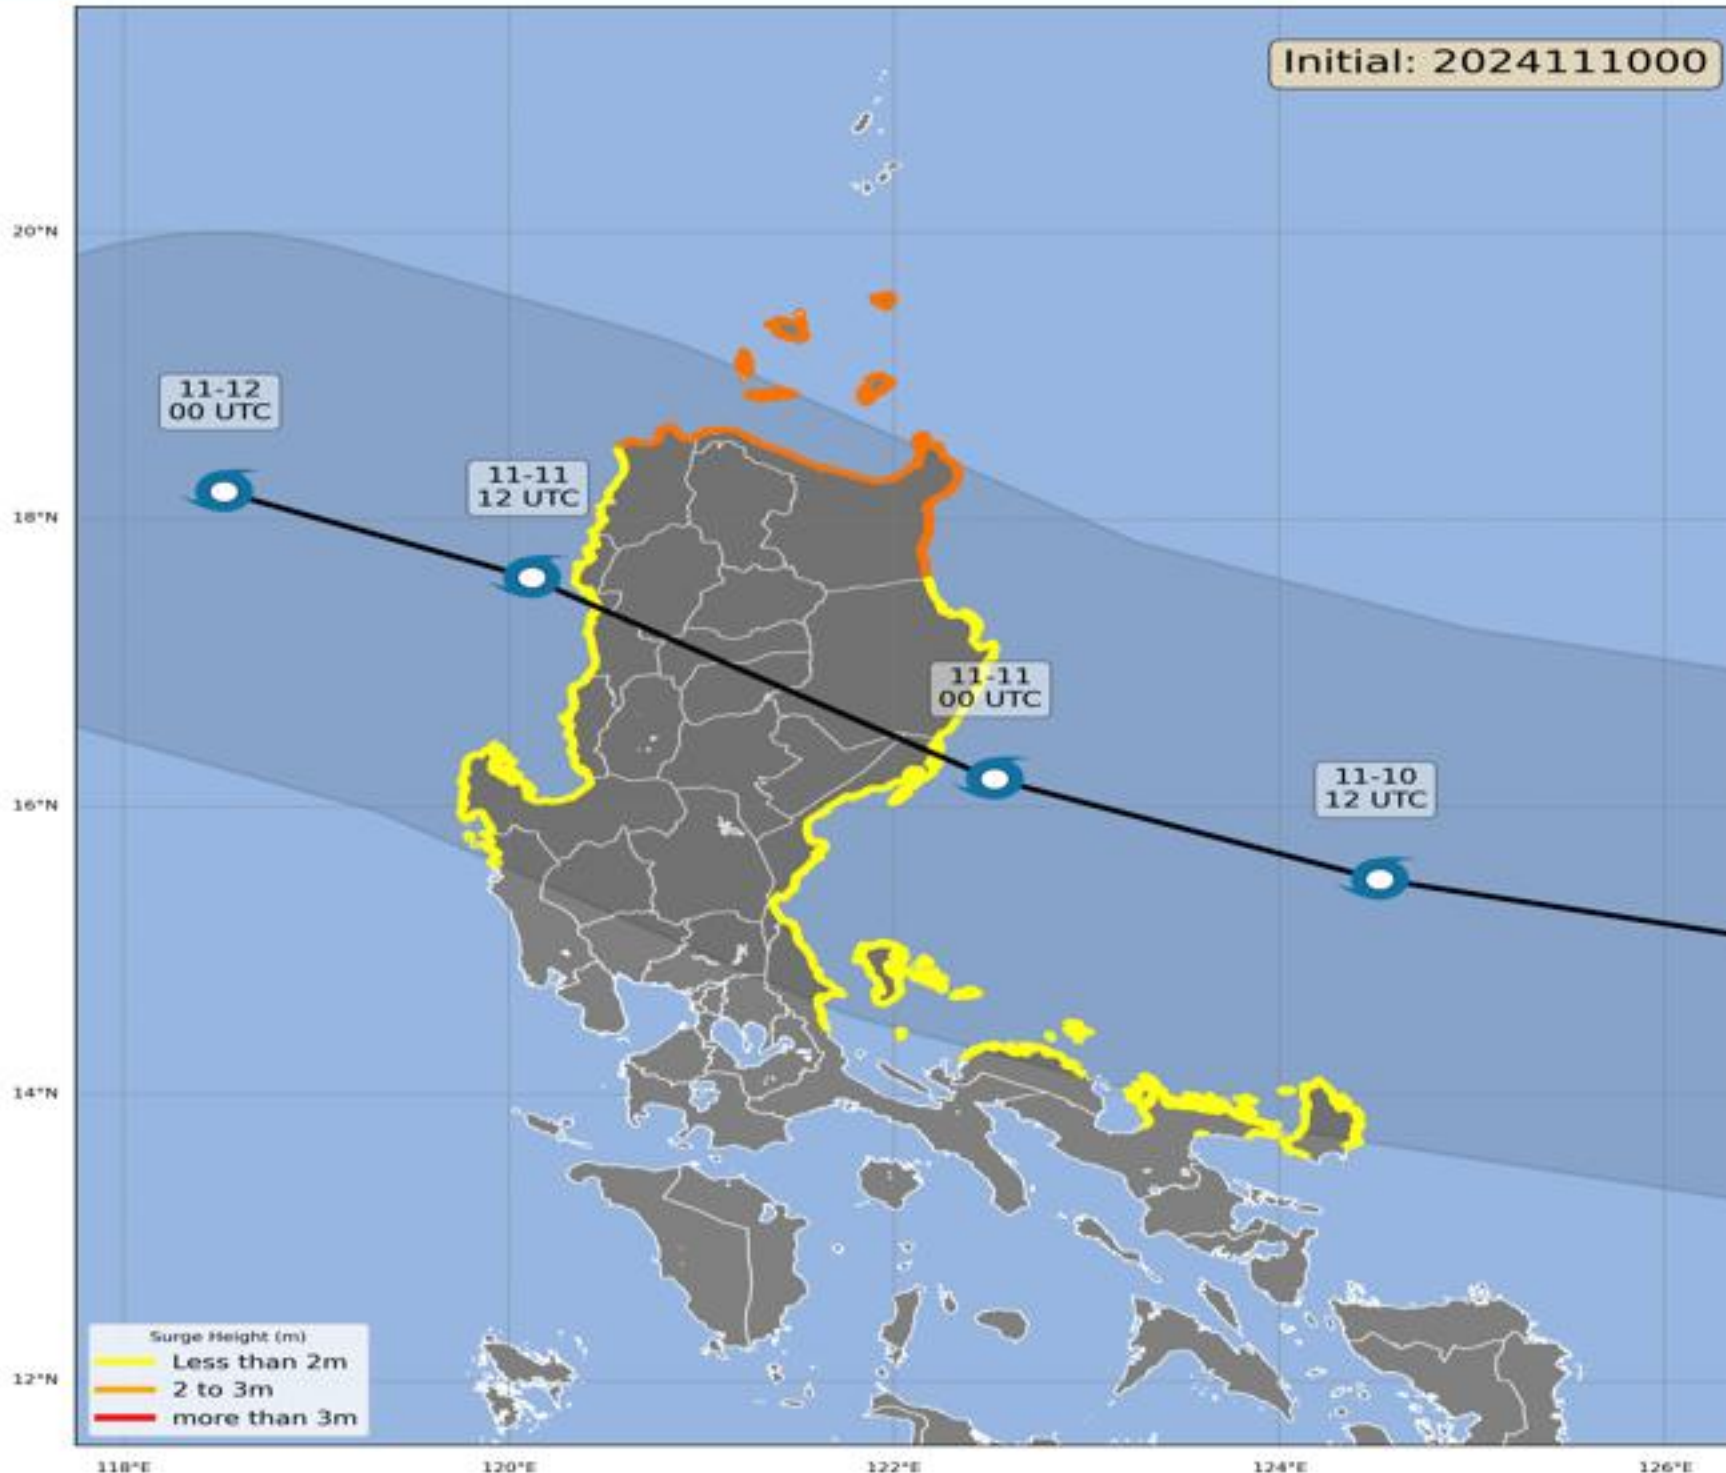 Initial: 2024111000
20°N
11-12
00 UTC
11-11
12 UTC
18°N
11-11
00 UTC
11-10
12 UTC
16°N
14°N
Surge Height (m)
Less than 2m
2 to 3m
more than 3m
12°N
118°E
120°E
122°E
124°E
126°E